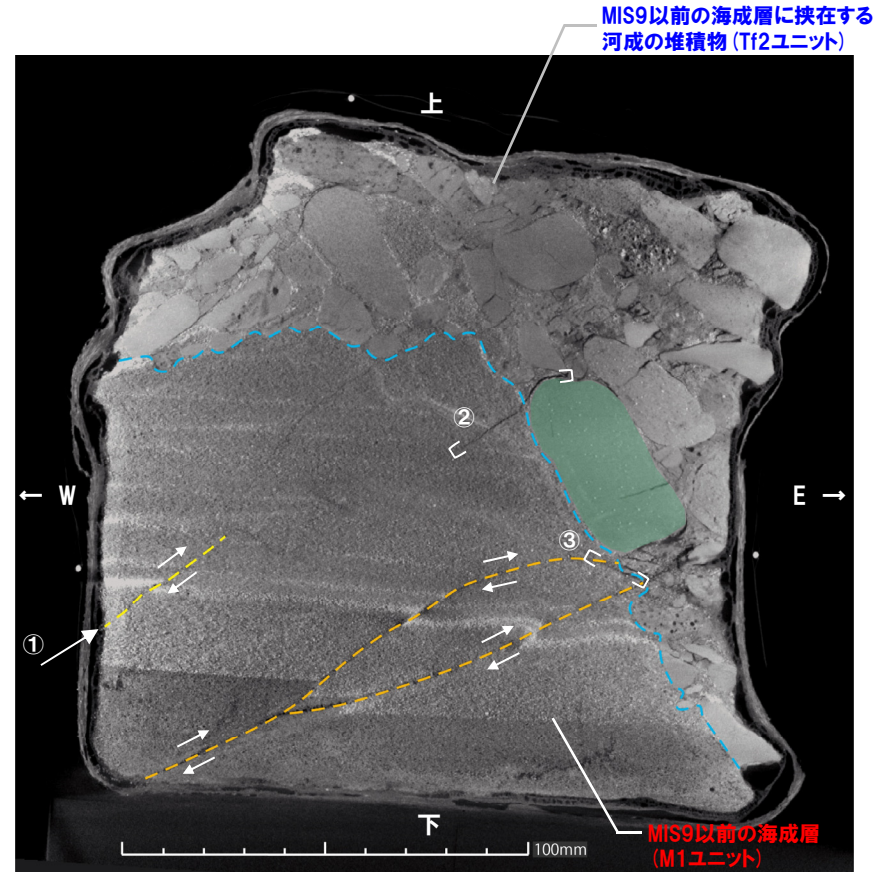 MIS9以前の海成層に挟在する
河成の堆積物(Tf2ユニット)
上
②
← W
E →
③
①
下
100mm
MIS9以前の海成層
(M1ユニット)